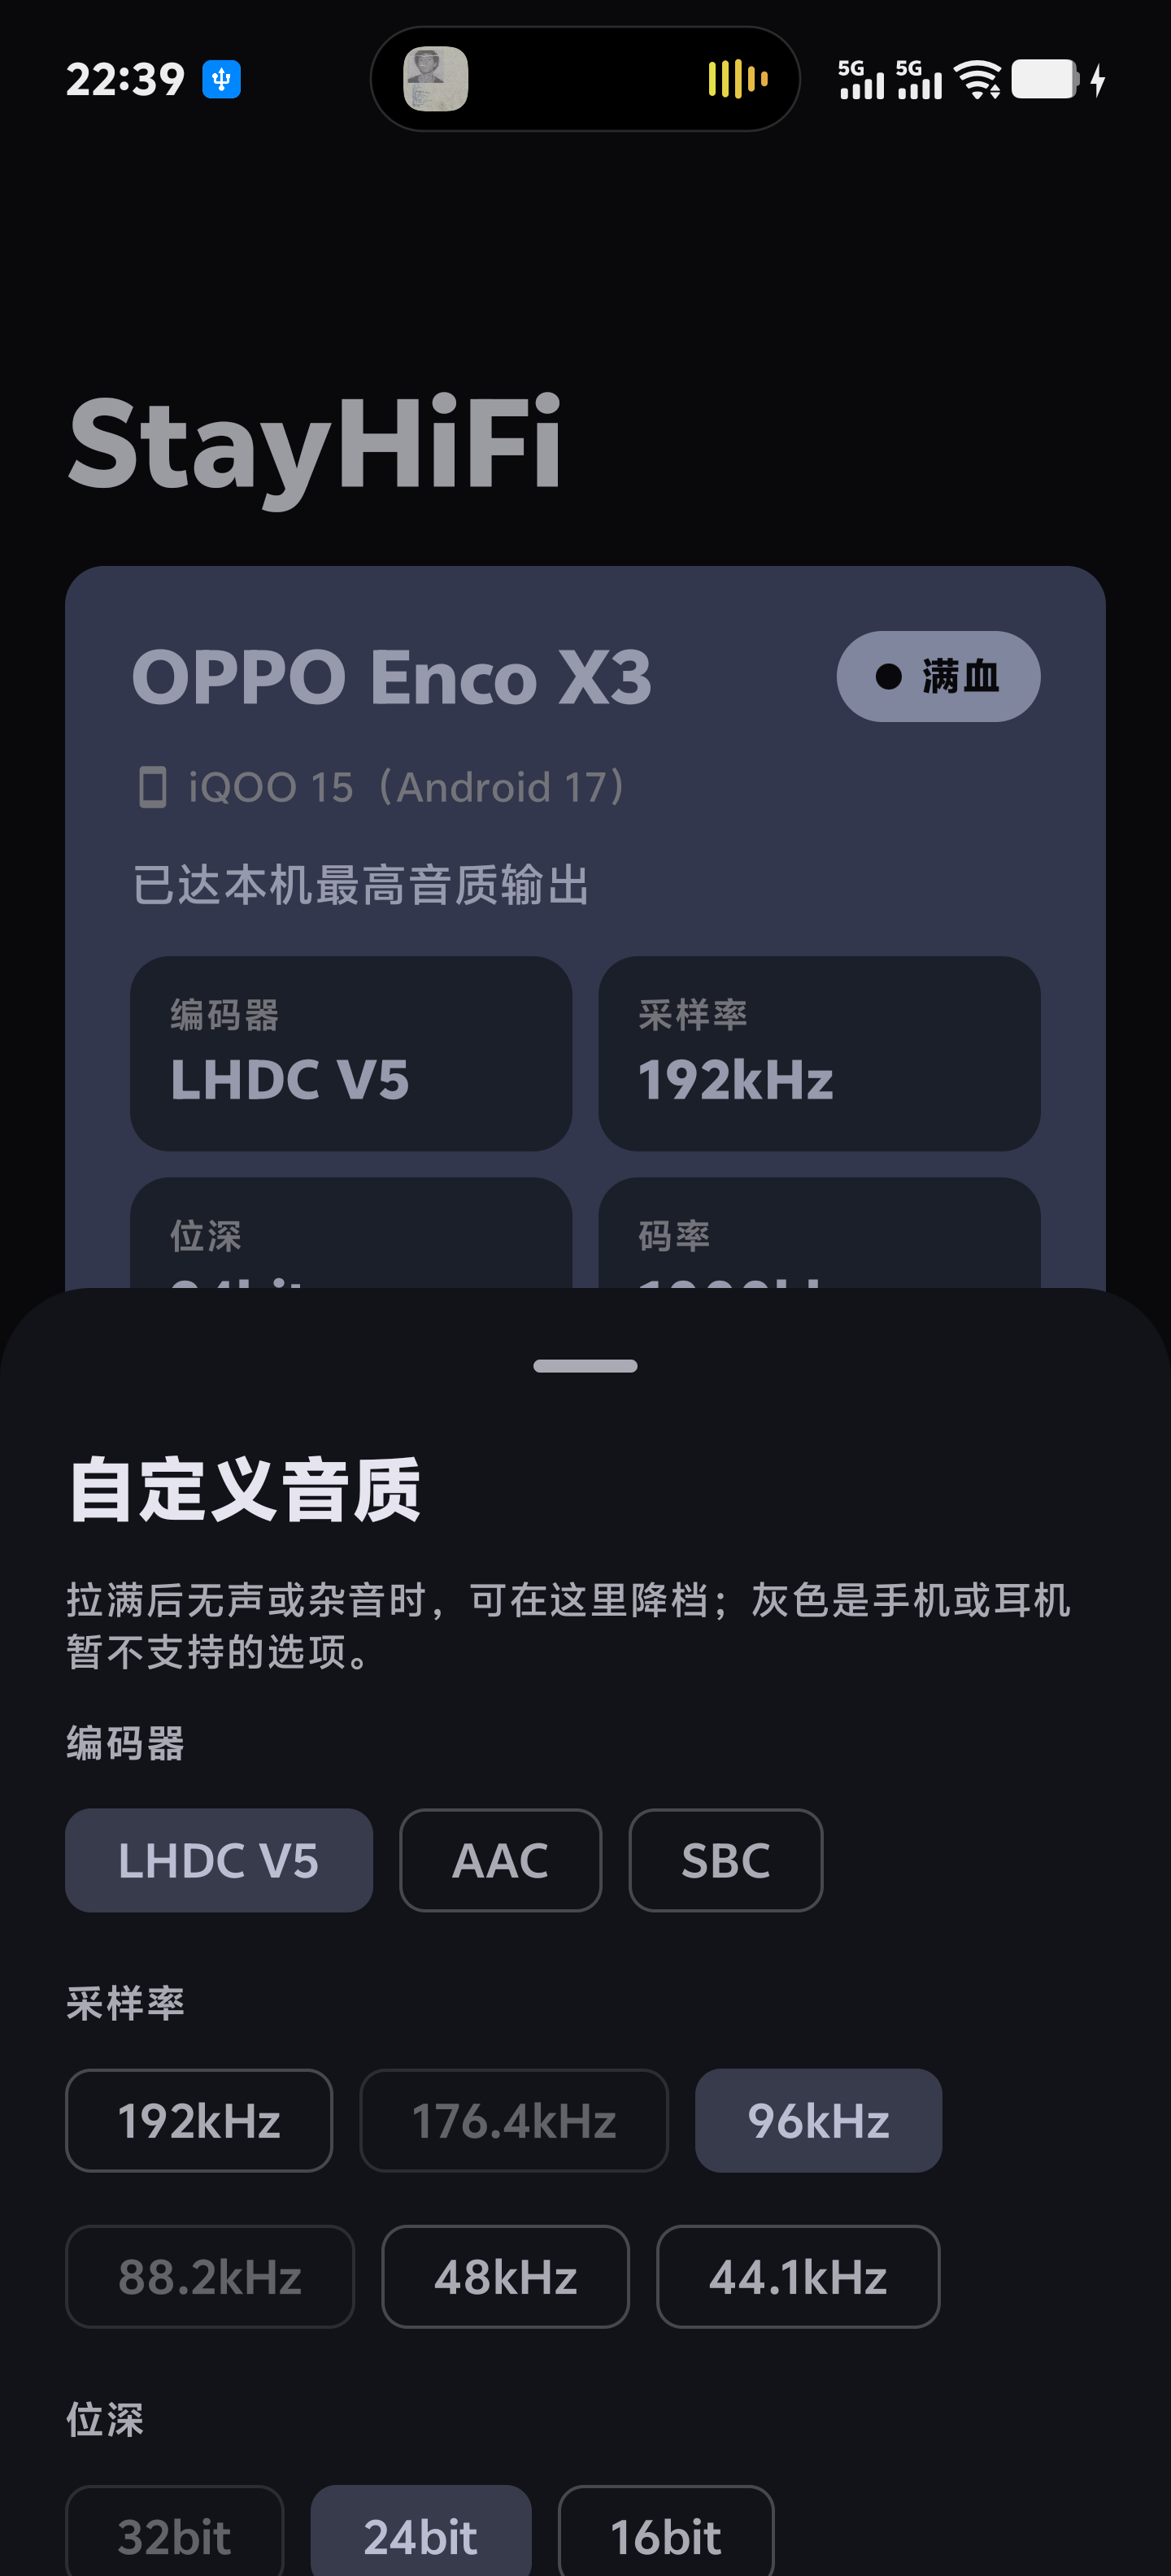 22:39
5G 5G
StayHiFi
OPPO Enco X3
满血
iQOO 15（Android 17）
已达本机最高音质输出
编码器
采样率
LHDC V5
192kHz
位深
码率
自定义音质
拉满后无声或杂音时，可在这里降档；灰色是手机或耳机
暂不支持的选项。
编码器
LHDC V5
AAC
SBC
采样率
192kHz
176.4kHz
96kHz
88.2kHz
48kHz
44.1kHz
位深
32bit
24bit
16bit